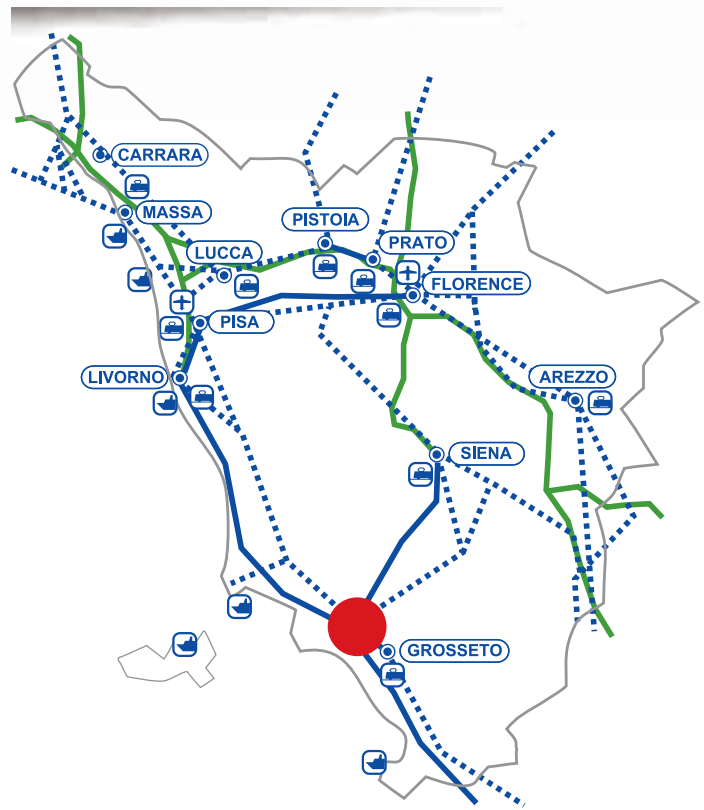 CARRARA
MASSA
PISTOIA
PRATO
LUCCA
FLORENCE
PISA
LIVORNO
AREZZO
SIENA
GROSSETO